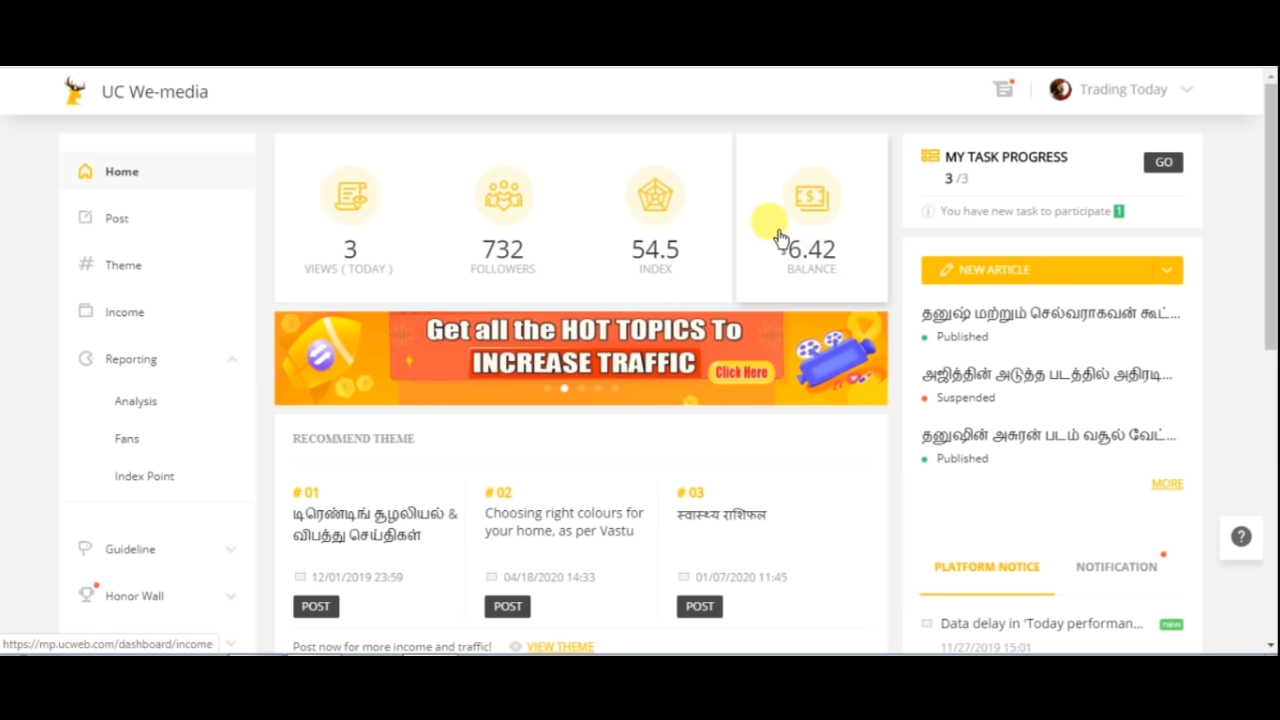 UC We-media
Trading Today
Home
Post
Theme
Income
Reporting
Analysis
Fans
Index Point
Guideline
Honor Wall
https://mp.ucweb.com/dashboard/income
3
VIEWS ( TODAY )
732
FOLLOWERS
54.5
INDEX
6.42
BALANCE
Get all the HOT TOPICS To
INCREASE TRAFFIC
Click Here
RECOMMEND THEME
# 01
டிரெண்டிங் சூழலியல் &
விபத்து செய்திகள்
12/01/2019 23:59
POST
# 02
Choosing right colours for
your home, as per Vastu
04/18/2020 14:33
POST
# 03
स्वास्थ्य राशिफल
01/07/2020 11:45
POST
Post now for more income and traffic! VIEW THEME
MY TASK PROGRESS
3 /3
GO
You have new task to participate 1
NEW ARTICLE
தனுஷ் மற்றும் செல்வராகவன் கூட்...
Published
அஜித்தின் அடுத்த படத்தில் அதிரடி...
Suspended
தனுஷின் அசுரன் படம் வசூல் வேட்...
Published
MORE
PLATFORM NOTICE NOTIFICATION
Data delay in 'Today performan... new
11/27/2019 15:01